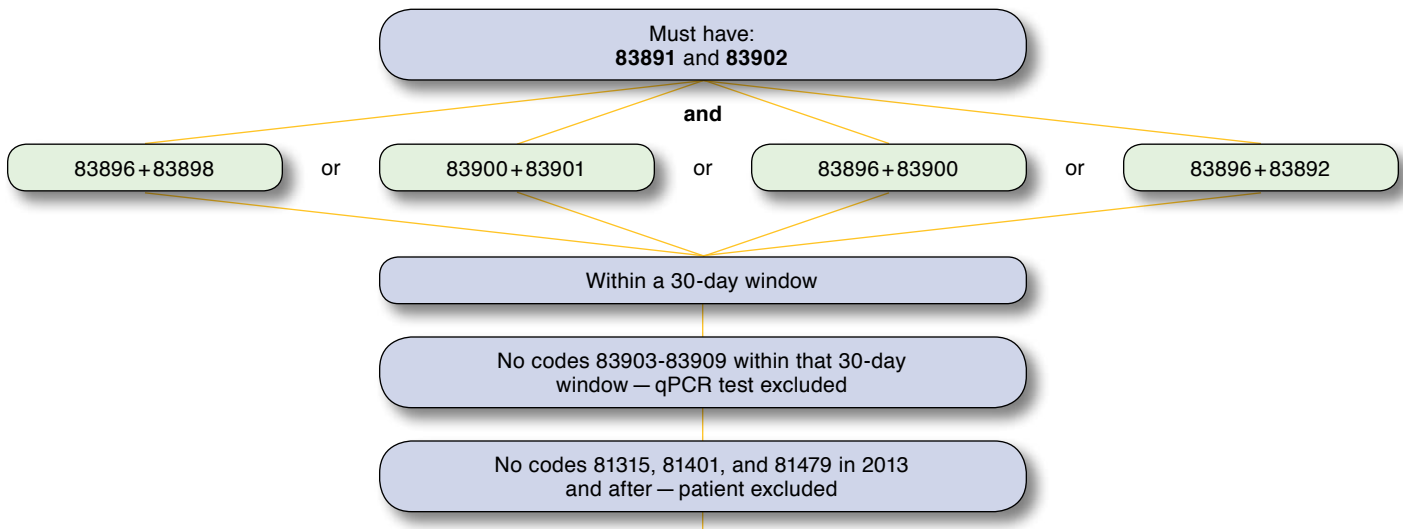 Must have:
83891 and 83902
and
83896+83898 or 83900+83901 or 83896+83900 or 83896+83892
Within a 30-day window
No codes 83903-83909 within that 30-day
window — qPCR test excluded
No codes 81315, 81401, and 81479 in 2013
and after — patient excluded